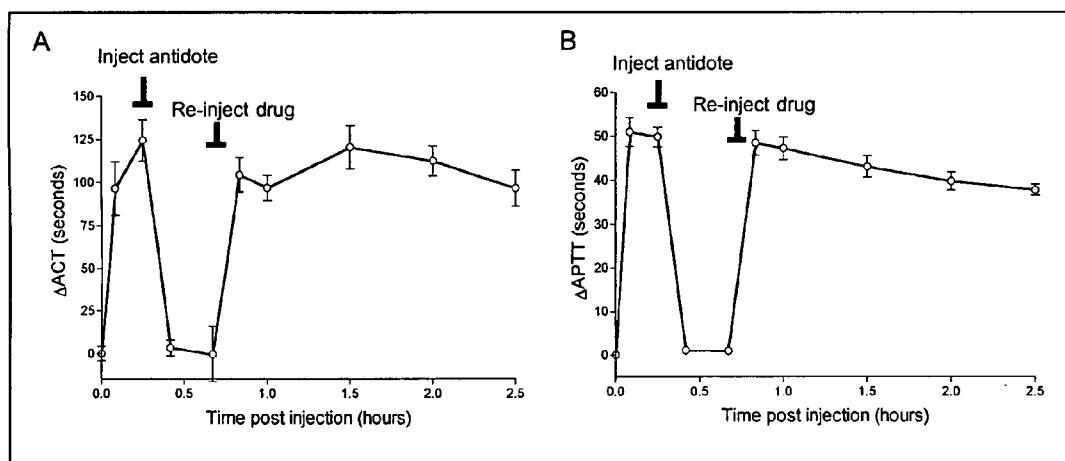 A
Inject antidote
Re-inject drug
150
125
100
75
50
25
0
ΔACT (seconds)
0.0 0.5 1.0 1.5 2.0 2.5
Time post injection (hours)
B
Inject antidote
Re-inject drug
60
50
40
30
20
10
0
ΔAPTT (seconds)
0.0 0.5 1.0 1.5 2.0 2.5
Time post injection (hours)